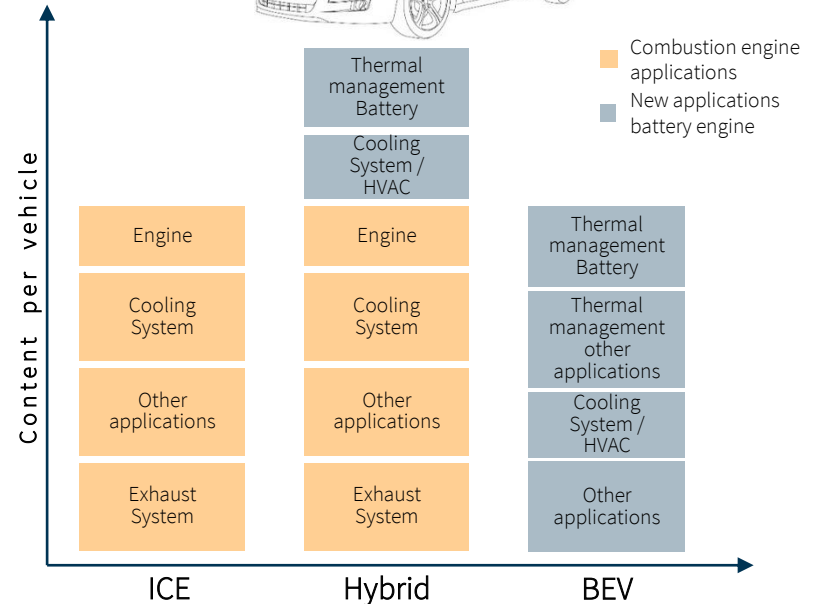 Combustion engine
applications
New applications
battery engine
Content per vehicle
Engine
Cooling
System
Other
applications
Exhaust
System
Thermal
management
Battery
Cooling
System /
HVAC
Engine
Cooling
System
Other
applications
Exhaust
System
Thermal
management
Battery
Thermal
management
other
applications
Cooling
System /
HVAC
Other
applications
ICE
Hybrid
BEV